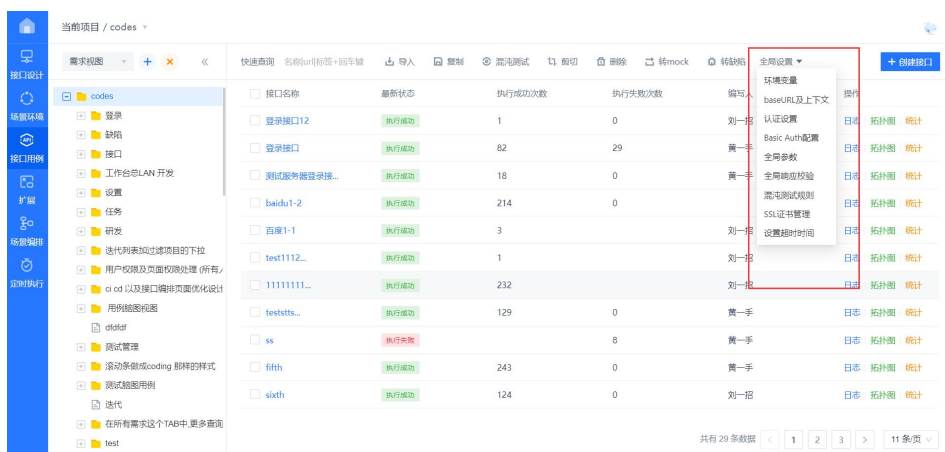 当前项目 / codes
接口设计
场景环境
接口用例
扩展
场景编排
定时执行
需求视图 + × «
codes
登录
缺陷
接口
工作台总LAN 开发
设置
任务
研发
迭代列表加过滤项目的下拉
用户权限及页面权限处理 (所有
ci cd 以及接口编排页面优化设计
用例脑图视图
dfdfdf
测试管理
滚动条做成coding 那样的样式
测试脑图用例
迭代
在所有需求这个TAB中,更多查询
test
快速查询 名称|url|标签+回车键 导入 复制 混沌测试 剪切 删除 转mock 转缺陷 全局设置 + 创建接口
接口名称 最新状态 执行成功次数 执行失败次数 编写人 操作
登录接口12 执行成功 1 0 刘一招 日志 拓扑图 统计
登录接口 执行成功 82 29 黄一手 日志 拓扑图 统计
测试服务器登录接... 执行成功 18 0 黄一手 日志 拓扑图 统计
baidu1-2 执行成功 214 0 刘一招 日志 拓扑图 统计
百度1-1 执行成功 3 刘一招 日志 拓扑图 统计
test1112... 执行成功 1 刘一招 日志 拓扑图 统计
11111111... 执行成功 232 刘一招 日志 拓扑图 统计
teststts... 执行成功 129 0 黄一手 日志 拓扑图 统计
ss 执行失败 8 黄一手 日志 拓扑图 统计
fifth 执行成功 243 0 黄一手 日志 拓扑图 统计
sixth 执行成功 124 0 刘一招 日志 拓扑图 统计
环境变量
baseURL及上下文
认证设置
Basic Auth配置
全局参数
全局响应校验
混沌测试规则
SSL证书管理
设置超时时间
共有 29 条数据 < 1 2 3 > 11 条/页